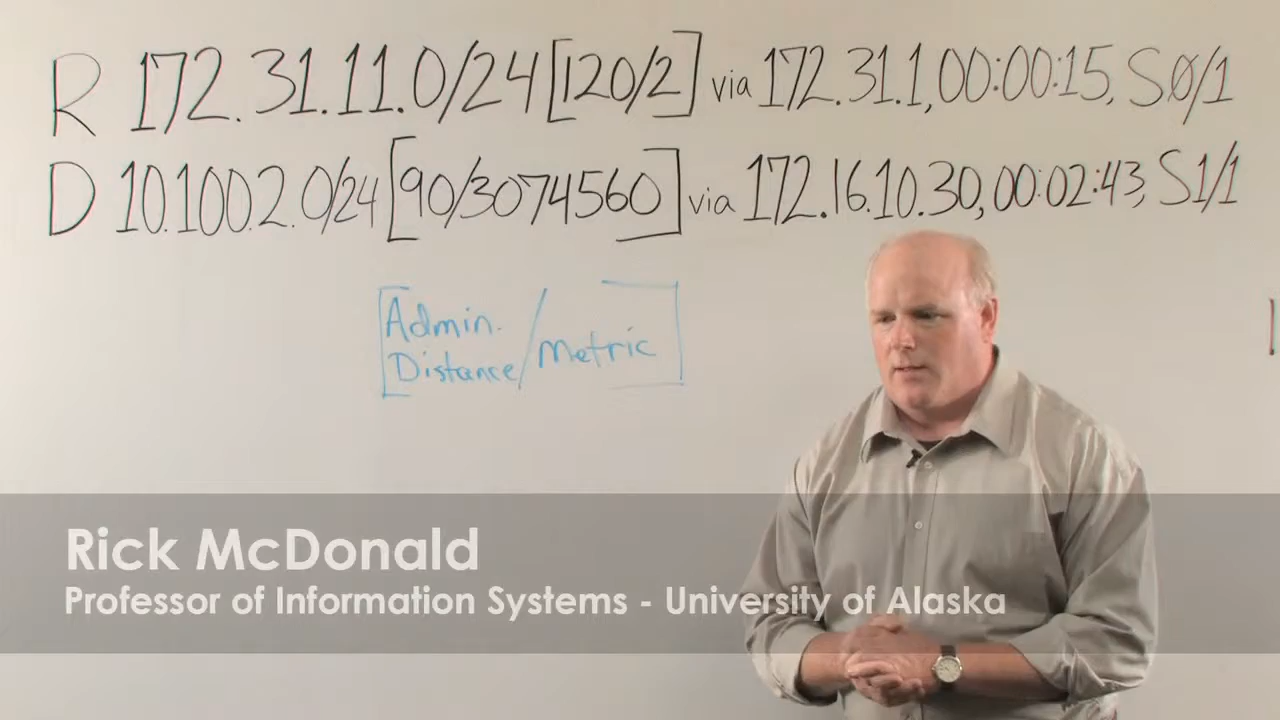 R 172.31.11.0/24 [120/2] via 172.31.1, 00:00:15, S0/1
D 10.100.2.0/24 [90/3074560] via 172.16.10.30, 00:02:43, S1/1
[Admin. Distance / Metric]
Rick McDonald
Professor of Information Systems - University of Alaska